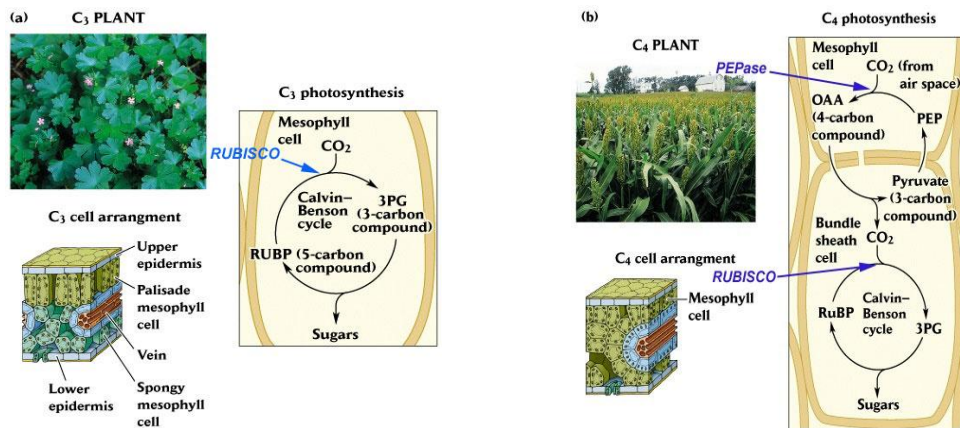 (a)
C3 PLANT
C3 photosynthesis
Mesophyll
cell
CO2
RUBISCO
Calvin–
Benson
cycle
3PG
(3-carbon
compound)
RUBP (5-carbon
compound)
Sugars
C3 cell arrangment
Upper
epidermis
Palisade
mesophyll
cell
Vein
Lower
epidermis
Spongy
mesophyll
cell
(b)
C4 PLANT
C4 photosynthesis
Mesophyll
cell
CO2 (from
air space)
PEPase
OAA
(4-carbon
compound)
PEP
Pyruvate
(3-carbon
compound)
Bundle
sheath
cell
CO2
RUBISCO
RuBP
Calvin–
Benson
cycle
3PG
Sugars
C4 cell arrangment
Mesophyll
cell